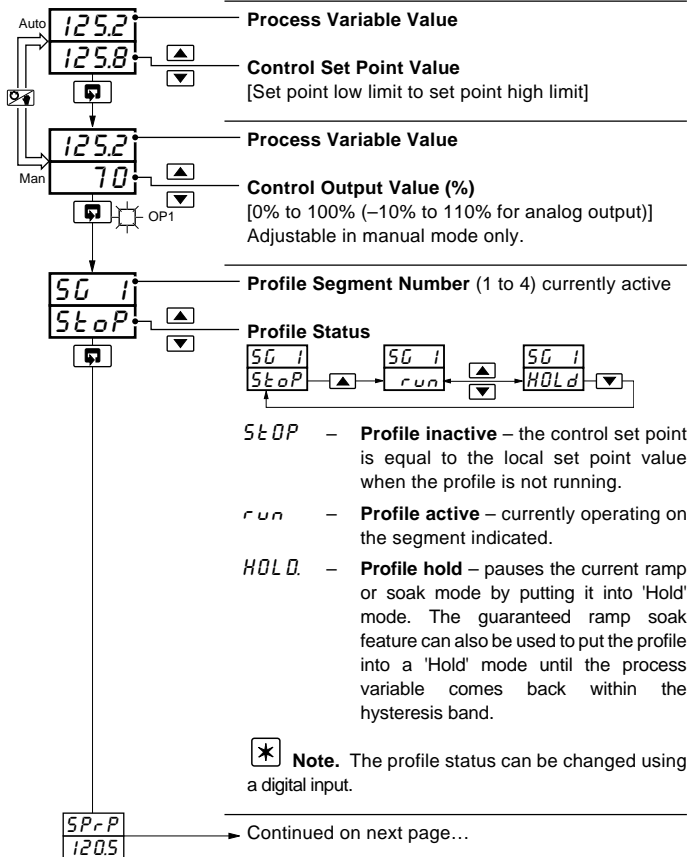 Auto
125.2
Process Variable Value
125.8
Control Set Point Value
[Set point low limit to set point high limit]
125.2
Process Variable Value
Man
70
Control Output Value (%)
OP1
[0% to 100% (–10% to 110% for analog output)]
Adjustable in manual mode only.
SG 1
Profile Segment Number (1 to 4) currently active
StoP
Profile Status
SG 1
StoP
SG 1
run
SG 1
HOLd
StOP – Profile inactive – the control set point
is equal to the local set point value
when the profile is not running.
run – Profile active – currently operating on
the segment indicated.
HOLD. – Profile hold – pauses the current ramp
or soak mode by putting it into 'Hold'
mode. The guaranteed ramp soak
feature can also be used to put the profile
into a 'Hold' mode until the process
variable comes back within the
hysteresis band.
Note. The profile status can be changed using
a digital input.
SPrP
120.5
Continued on next page…